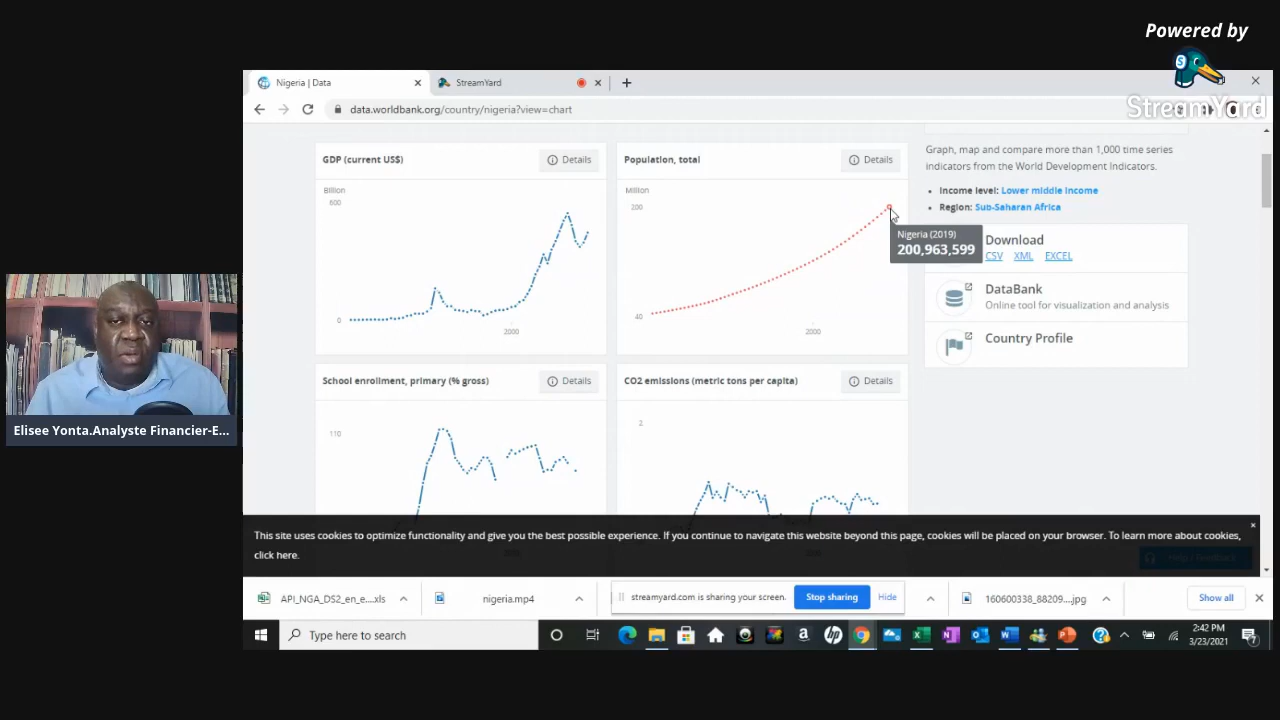 Powered by
StreamYard
Nigeria | Data
StreamYard
data.worldbank.org/country/nigeria?view=chart
GDP (current US$)
Details
Billion
600
0
2000
Population, total
Details
Million
200
40
2000
Nigeria (2019)
200,963,599
Graph, map and compare more than 1,000 time series
indicators from the World Development Indicators.
Income level: Lower middle income
Region: Sub-Saharan Africa
Download
CSV XML EXCEL
DataBank
Online tool for visualization and analysis
Country Profile
School enrollment, primary (% gross)
Details
110
CO2 emissions (metric tons per capita)
Details
2
Elisee Yonta.Analyste Financier-E...
This site uses cookies to optimize functionality and give you the best possible experience. If you continue to navigate this website beyond this page, cookies will be placed on your browser. To learn more about cookies,
click here.
Help / Feedback
API_NGA_DS2_en_e....xls
nigeria.mp4
streamyard.com is sharing your screen.
Stop sharing
Hide
160600338_88209....jpg
Show all
Type here to search
2:42 PM
3/23/2021
7